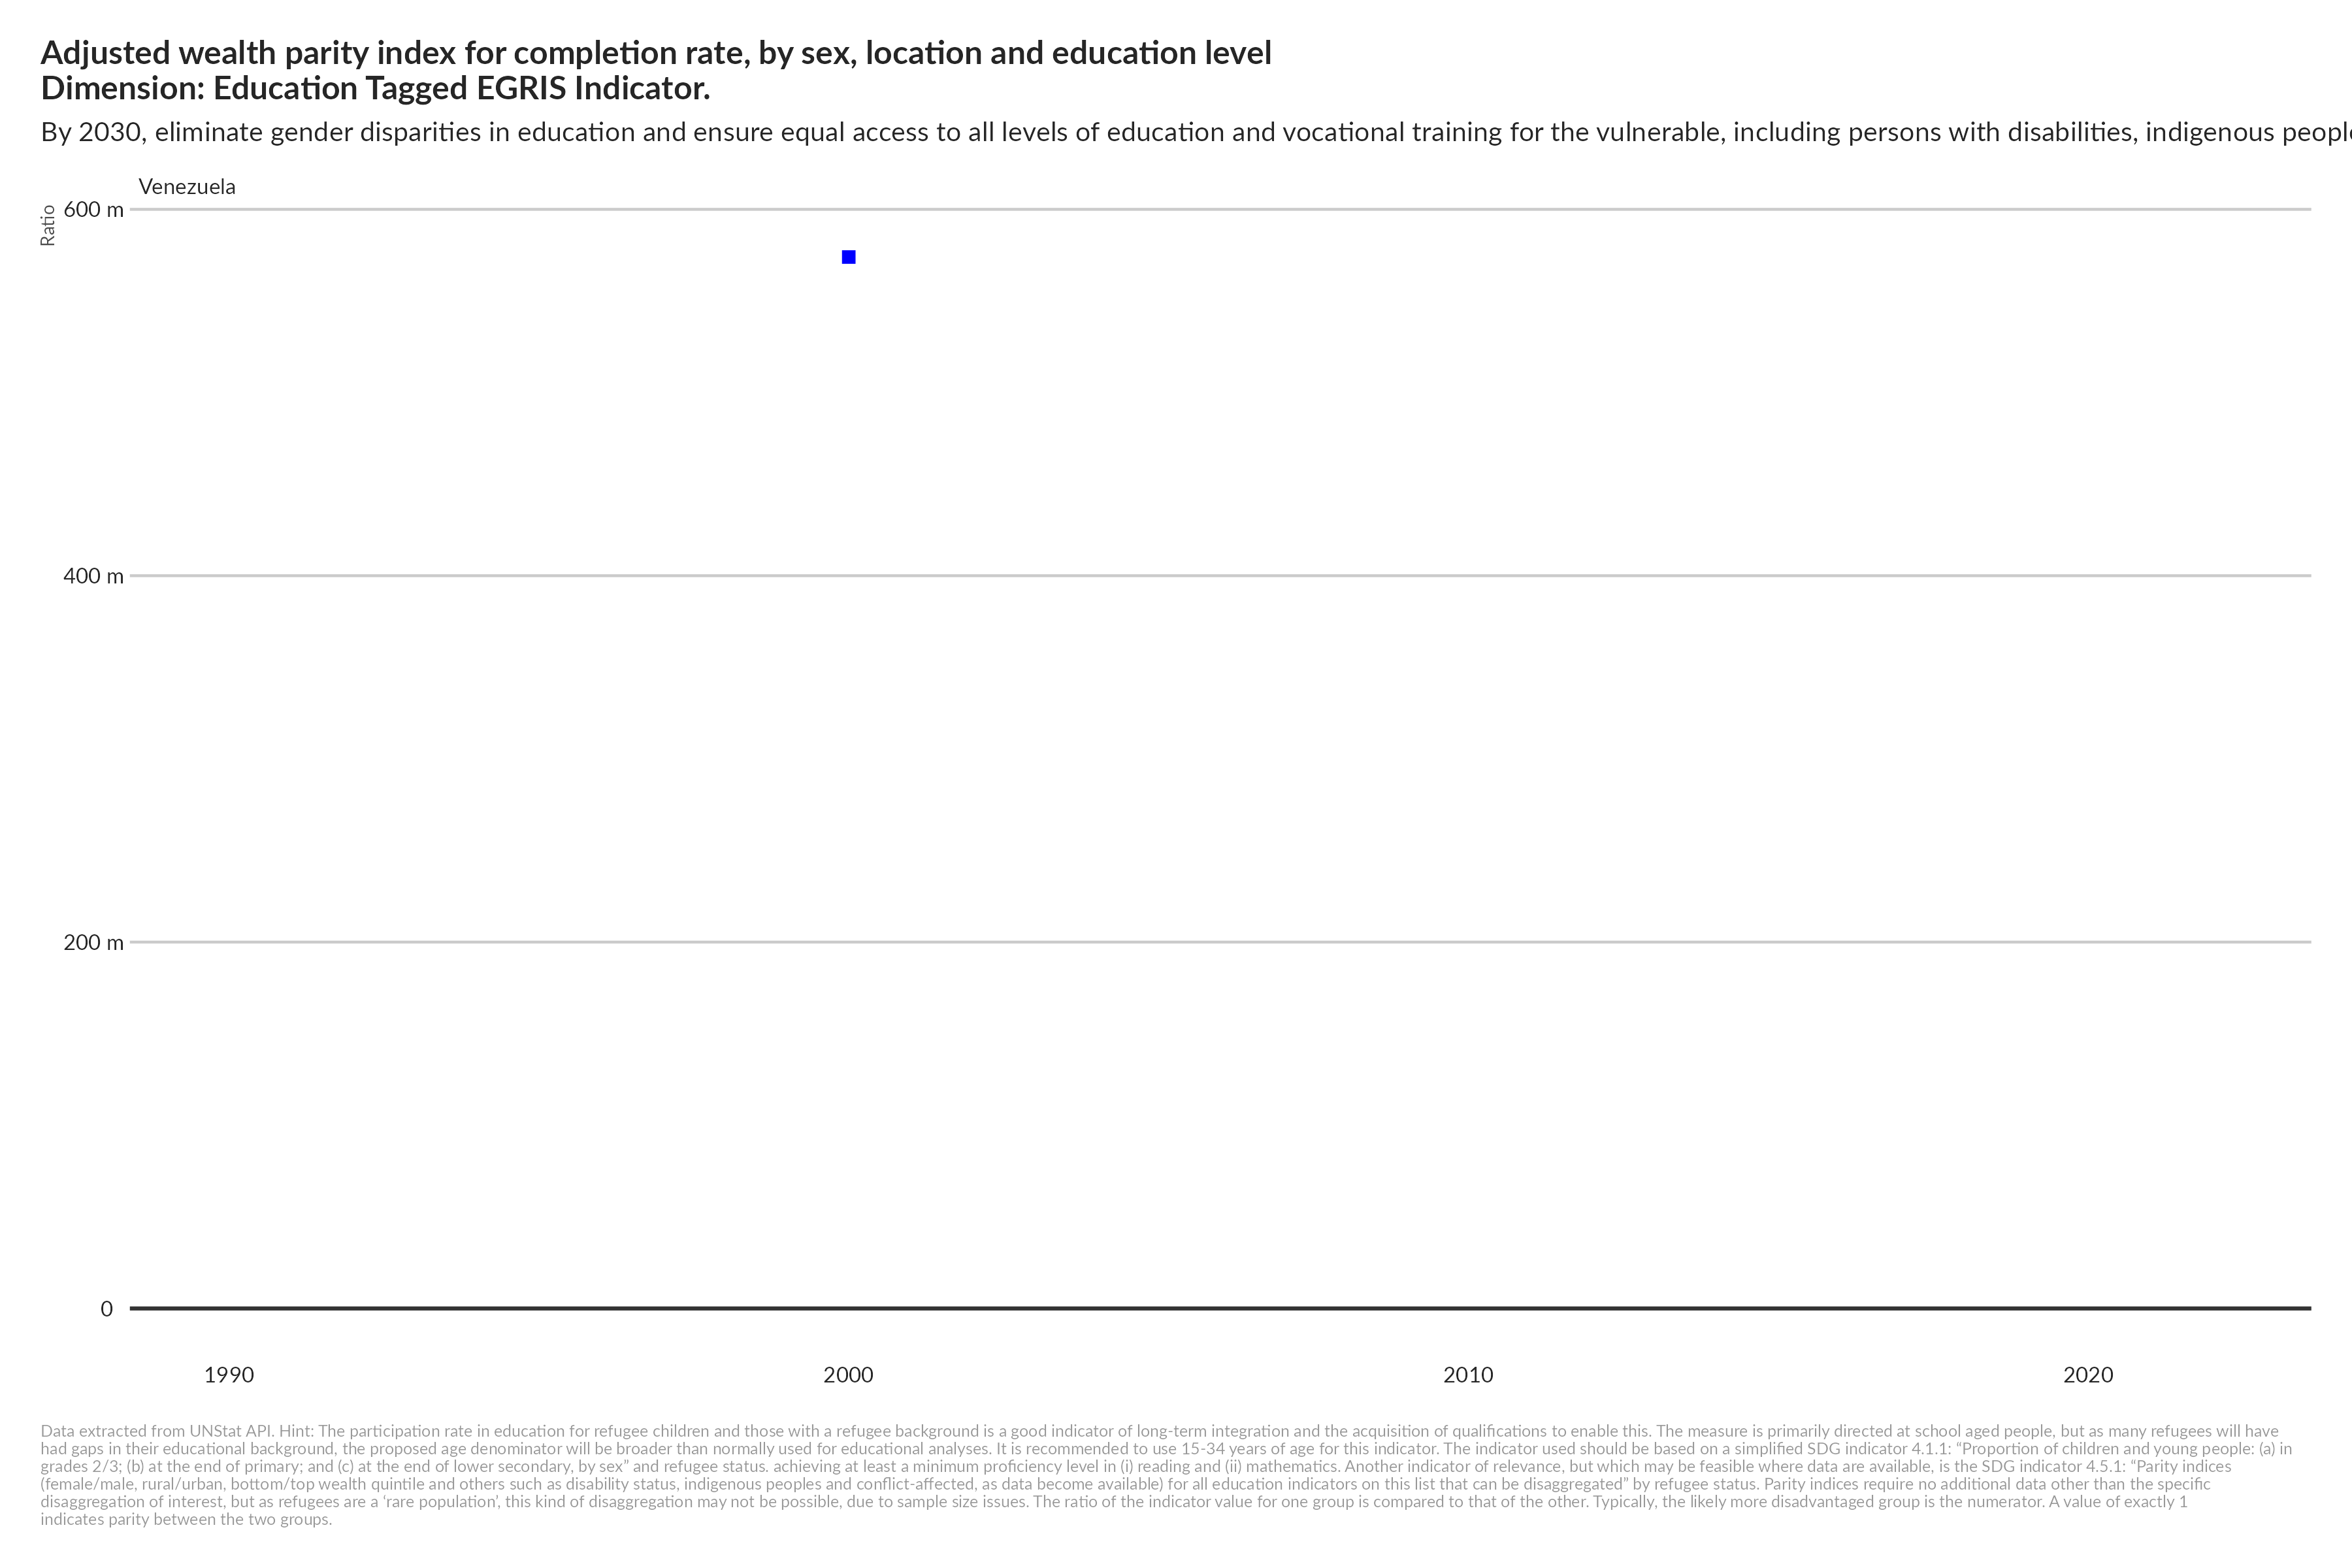 Adjusted wealth parity index for completion rate, by sex, location and education level
Dimension: Education Tagged EGRIS Indicator.
By 2030, eliminate gender disparities in education and ensure equal access to all levels of education and vocational training for the vulnerable, including persons with disabilities, indigenous people
Venezuela
Ratio
600 m
400 m
200 m
0
1990
2000
2010
2020
Data extracted from UNStat API. Hint: The participation rate in education for refugee children and those with a refugee background is a good indicator of long-term integration and the acquisition of qualifications to enable this. The measure is primarily directed at school aged people, but as many refugees will have
had gaps in their educational background, the proposed age denominator will be broader than normally used for educational analyses. It is recommended to use 15-34 years of age for this indicator. The indicator used should be based on a simplified SDG indicator 4.1.1: “Proportion of children and young people: (a) in
grades 2/3; (b) at the end of primary; and (c) at the end of lower secondary, by sex” and refugee status. achieving at least a minimum proficiency level in (i) reading and (ii) mathematics. Another indicator of relevance, but which may be feasible where data are available, is the SDG indicator 4.5.1: “Parity indices
(female/male, rural/urban, bottom/top wealth quintile and others such as disability status, indigenous peoples and conflict-affected, as data become available) for all education indicators on this list that can be disaggregated” by refugee status. Parity indices require no additional data other than the specific
disaggregation of interest, but as refugees are a ‘rare population’, this kind of disaggregation may not be possible, due to sample size issues. The ratio of the indicator value for one group is compared to that of the other. Typically, the likely more disadvantaged group is the numerator. A value of exactly 1
indicates parity between the two groups.